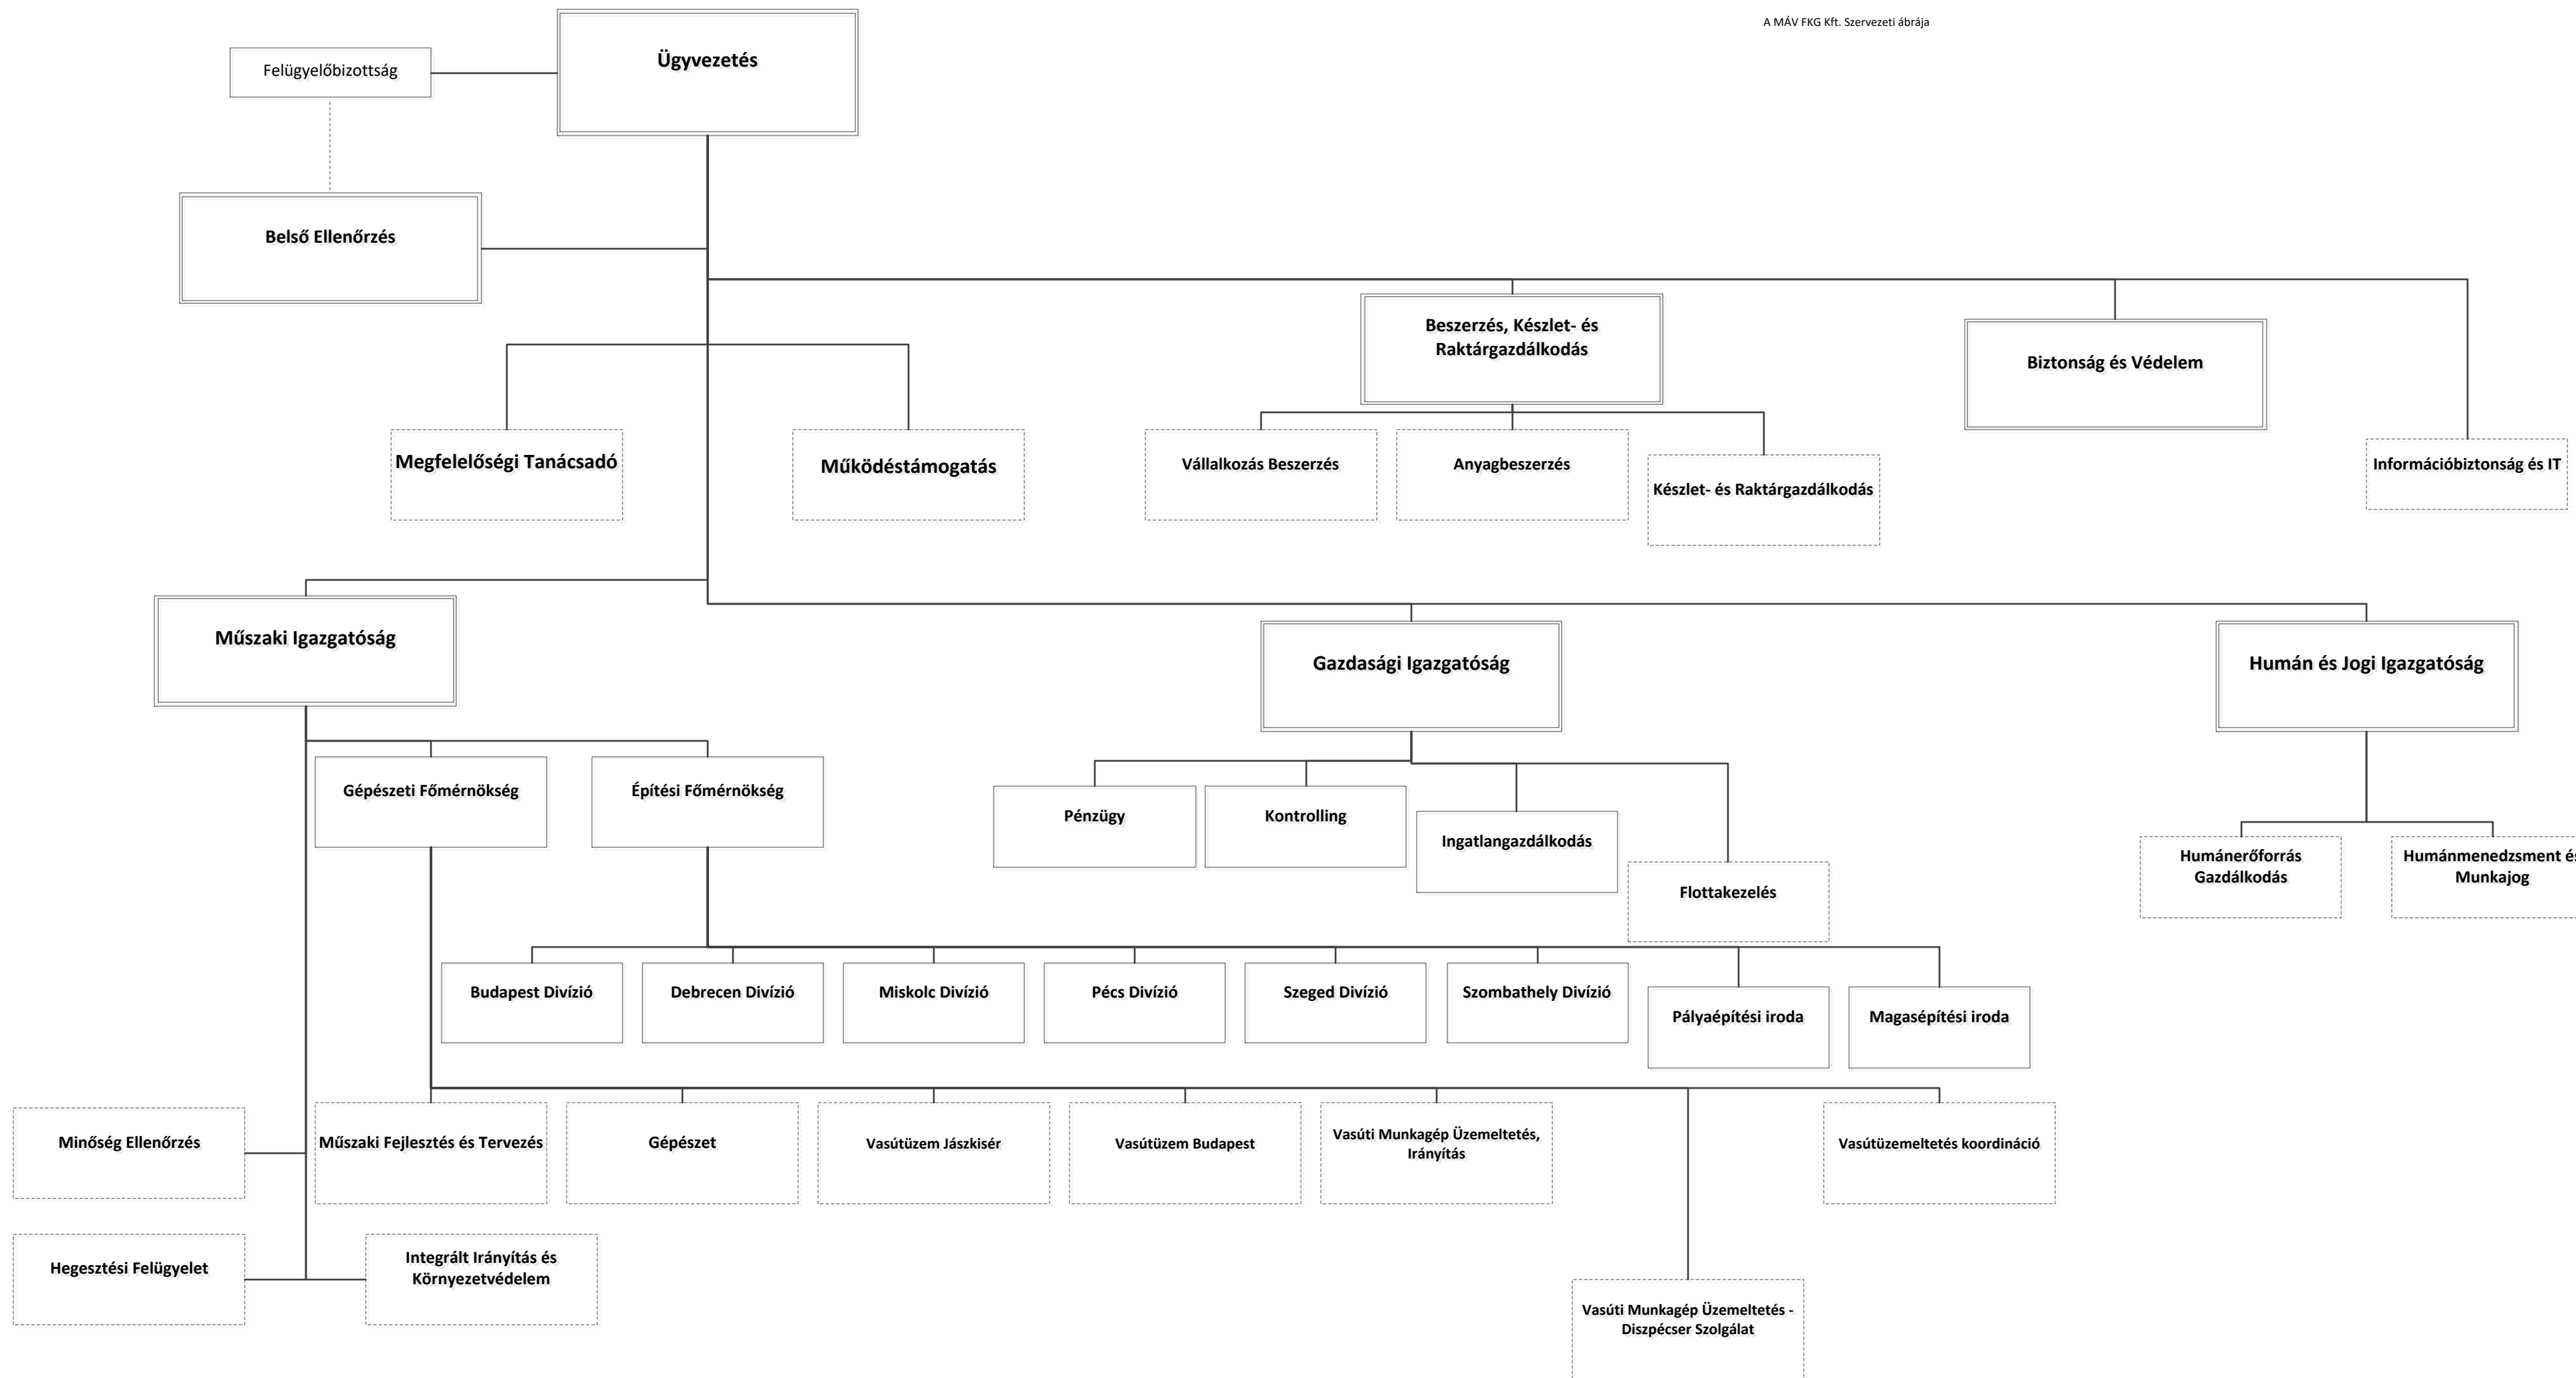 A MÁV FKG Kft. Szervezeti ábrája
Ügyvezetés
Felügyelőbizottság
Belső Ellenőrzés
Beszerzés, Készlet- és
Raktárgazdálkodás
Biztonság és Védelem
Megfelelőségi Tanácsadó
Működéstámogatás
Vállalkozás Beszerzés
Anyagbeszerzés
Készlet- és Raktárgazdálkodás
Információbiztonság és IT
Műszaki Igazgatóság
Gazdasági Igazgatóság
Humán és Jogi Igazgatóság
Gépészeti Főmérnökség
Építési Főmérnökség
Pénzügy
Kontrolling
Ingatlangazdálkodás
Flottakezelés
Humánerőforrás
Gazdálkodás
Humánmenedzsment és
Munkajog
Budapest Divízió
Debrecen Divízió
Miskolc Divízió
Pécs Divízió
Szeged Divízió
Szombathely Divízió
Pályaépítési iroda
Magasépítési iroda
Minőség Ellenőrzés
Műszaki Fejlesztés és Tervezés
Gépészet
Vasútüzem Jászkisér
Vasútüzem Budapest
Vasúti Munkagép Üzemeltetés,
Irányítás
Vasútüzemeltetés koordináció
Hegesztési Felügyelet
Integrált Irányítás és
Környezetvédelem
Vasúti Munkagép Üzemeltetés -
Diszpécser Szolgálat